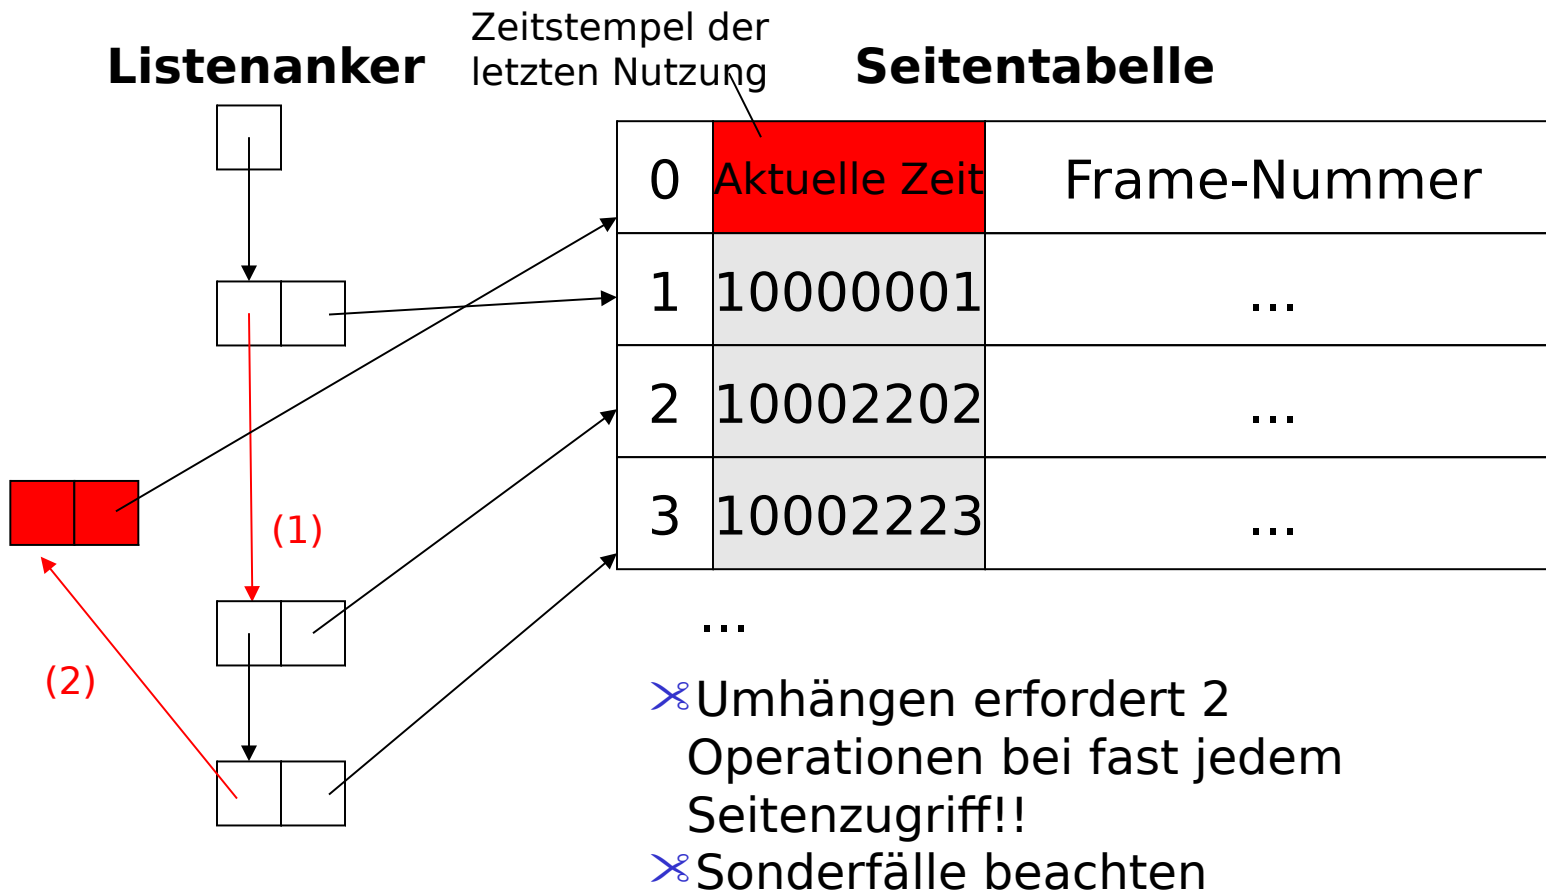 Zeitstempel der
letzten Nutzung
Listenanker
Seitentabelle
0 Aktuelle Zeit Frame-Nummer
1 10000001 ...
2 10002202 ...
3 10002223 ...
...
(1)
(2)
Umhängen erfordert 2
Operationen bei fast jedem
Seitenzugriff!!
Sonderfälle beachten